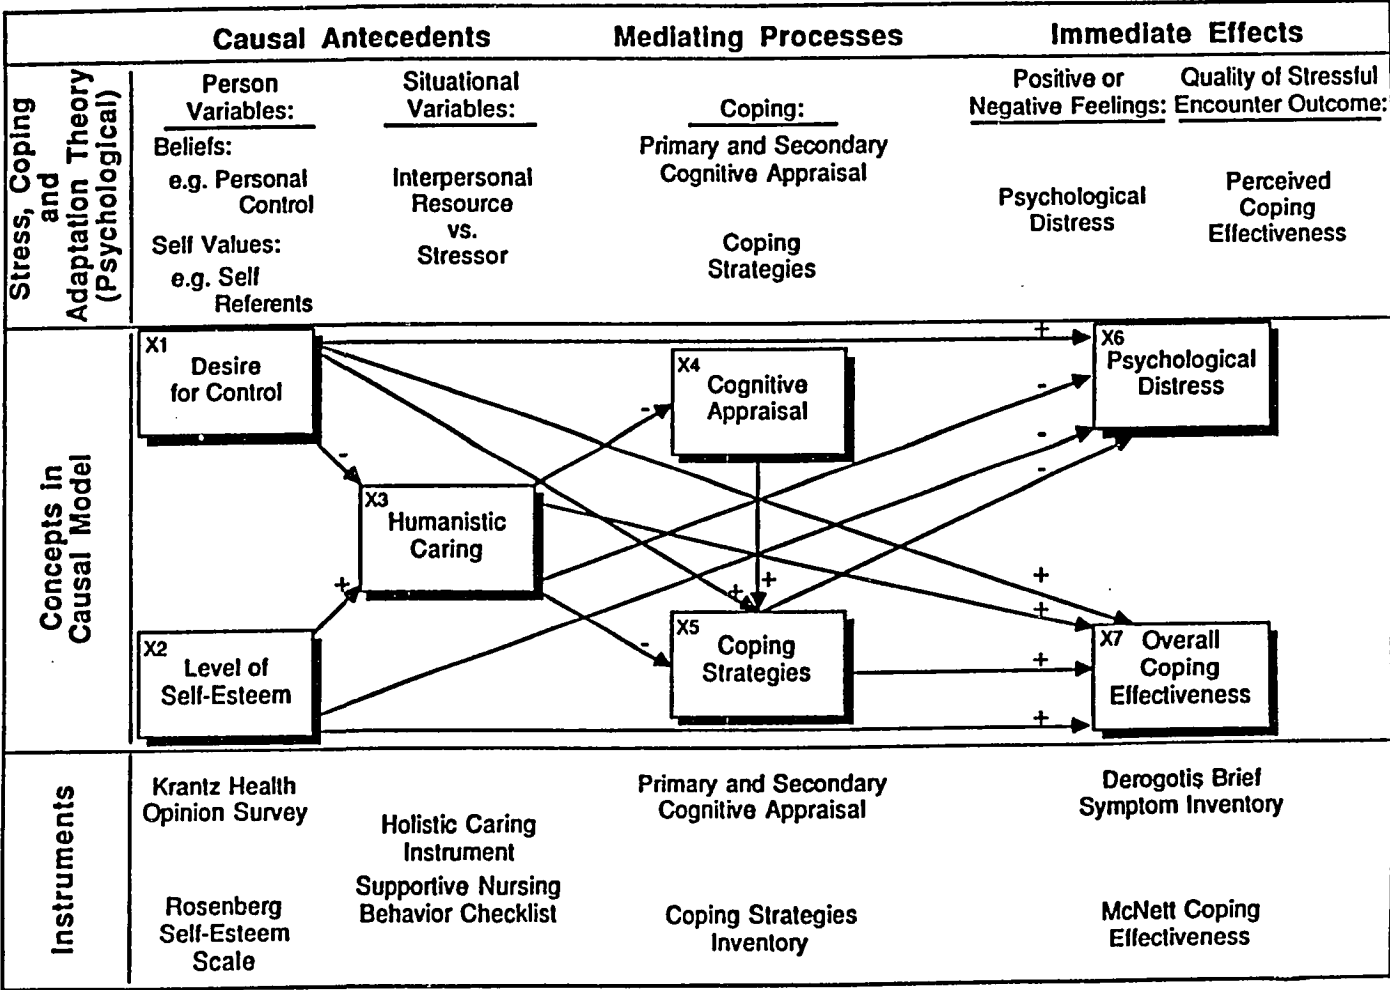 Causal Antecedents
Mediating Processes
Immediate Effects
Stress, Coping
and
Adaptation Theory
(Psychological)
Person
Variables:
Beliefs:
e.g. Personal
Control
Self Values:
e.g. Self
Referents
Situational
Variables:
Interpersonal
Resource
vs.
Stressor
Coping:
Primary and Secondary
Cognitive Appraisal
Coping
Strategies
Positive or
Negative Feelings:
Psychological
Distress
Quality of Stressful
Encounter Outcome:
Perceived
Coping
Effectiveness
Concepts in
Causal Model
X1
Desire
for Control
X2
Level of
Self-Esteem
X3
Humanistic
Caring
X4
Cognitive
Appraisal
X5
Coping
Strategies
X6
Psychological
Distress
X7 Overall
Coping
Effectiveness
-
+
-
-
+
+
+
-
-
-
+
+
+
+
Instruments
Krantz Health
Opinion Survey
Rosenberg
Self-Esteem
Scale
Holistic Caring
Instrument
Supportive Nursing
Behavior Checklist
Primary and Secondary
Cognitive Appraisal
Coping Strategies
Inventory
Derogotis Brief
Symptom Inventory
McNett Coping
Effectiveness